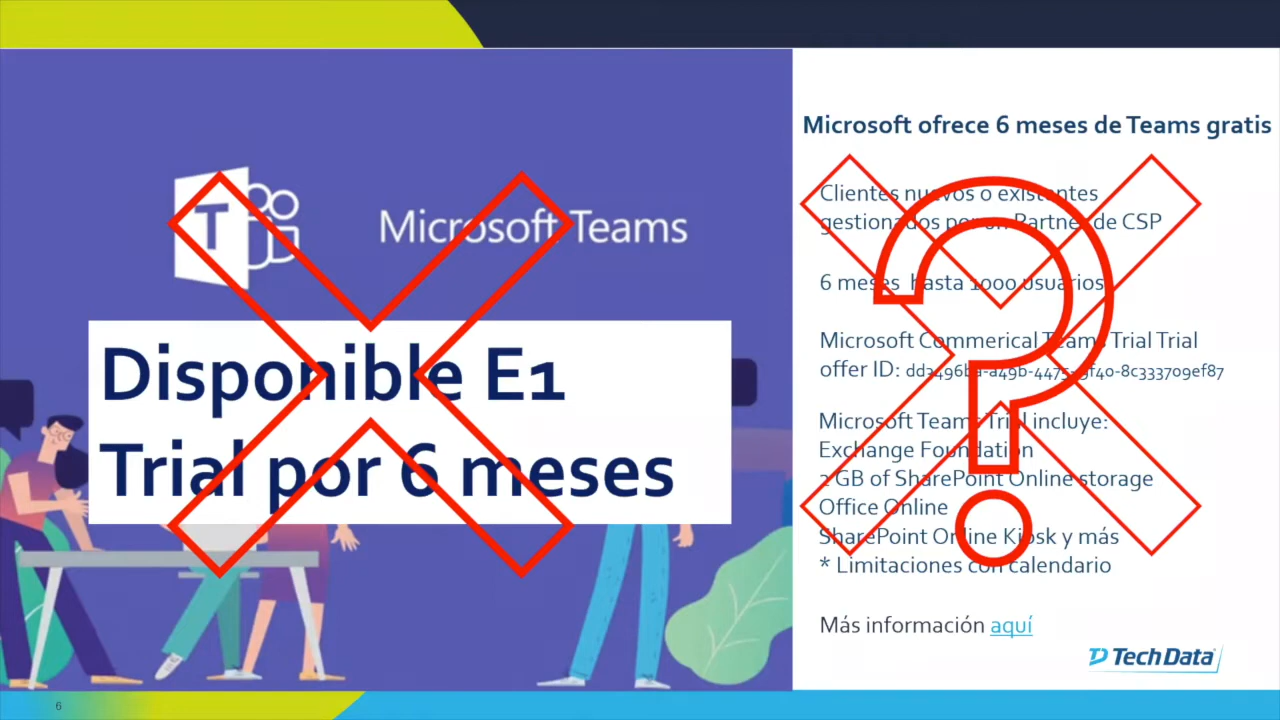 Microsoft Teams
Disponible E1
Trial por 6 meses
Microsoft ofrece 6 meses de Teams gratis
Clientes nuevos o existentes
gestionados por un Partner de CSP
6 meses hasta 1000 usuarios
Microsoft Commerical Teams Trial Trial
offer ID:
Microsoft Teams Trial incluye:
Exchange Foundation
2 GB of SharePoint Online storage
Office Online
SharePoint Online Kiosk y más
* Limitaciones con calendario
Más información aquí
Tech Data
6